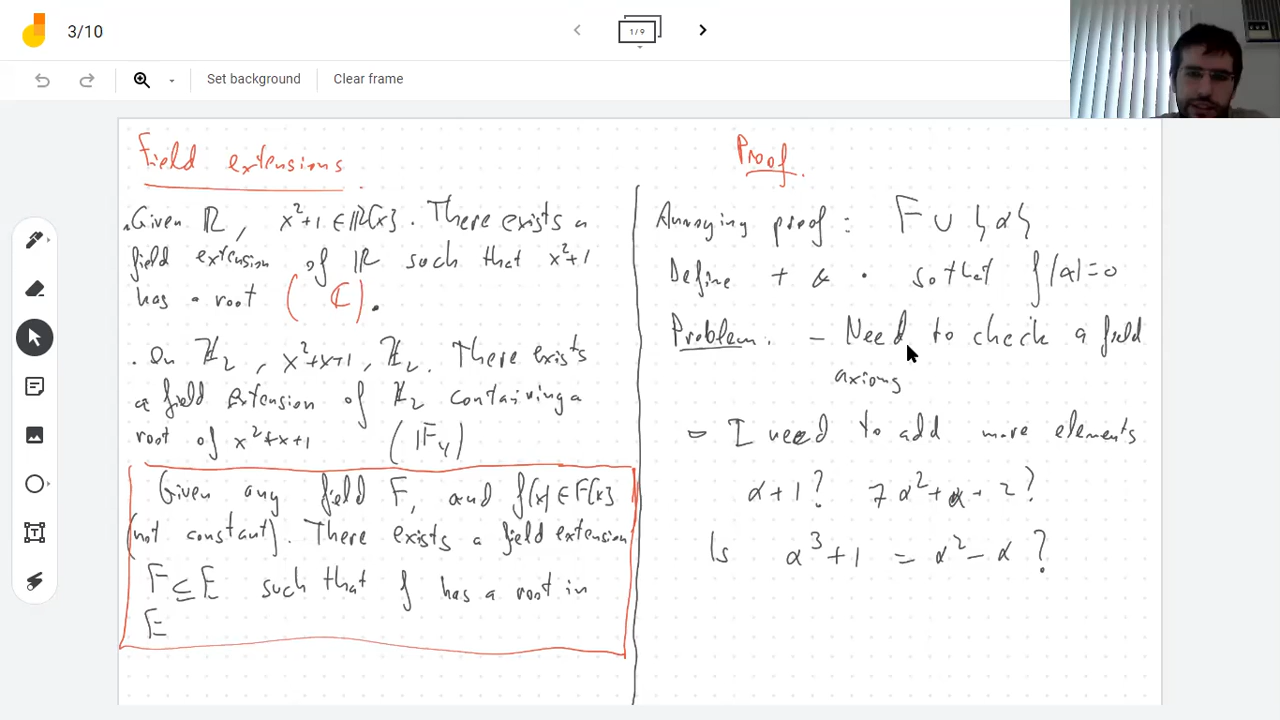 3/10
1/9
Set background
Clear frame
Field extensions
. Given ℝ, x²+1 ∈ ℝ[x]. There exists a
field extension of ℝ such that x²+1
has a root (ℂ).
. On ℤ₂, x²+x+1, ℤ₂. There exists
a field extension of ℤ₂ containing a
root of x²+x+1 (𝔽₄)
Given any field F, and f(x) ∈ F[x]
(not constant). There exists a field extension
F ⊆ E such that f has a root in
E
Proof.
Annoying proof: F ∪ {α}
Define + & · so that f(α)=0
Problem. - Need to check a field
axioms
- I need to add more elements
α+1? 7α²+α+2?
Is α³+1 = α²-α?